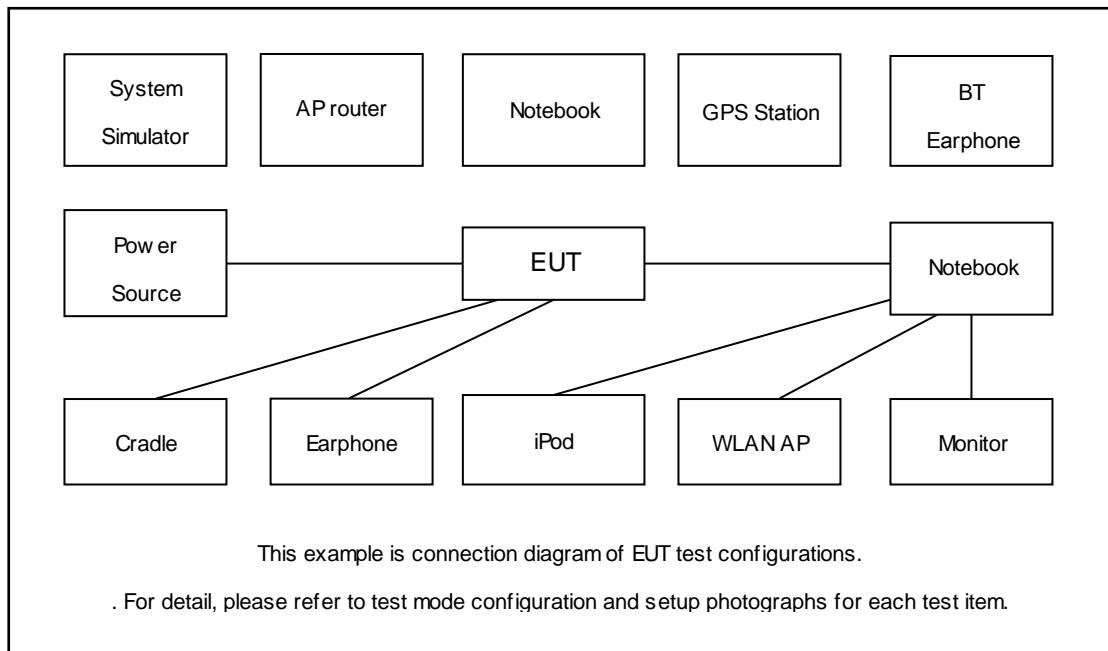 System
Simulator
AP router
Notebook
GPS Station
BT
Earphone
Power
Source
EUT
Notebook
Cradle
Earphone
iPod
WLAN AP
Monitor
This example is connection diagram of EUT test configurations.
. For detail, please refer to test mode configuration and setup photographs for each test item.